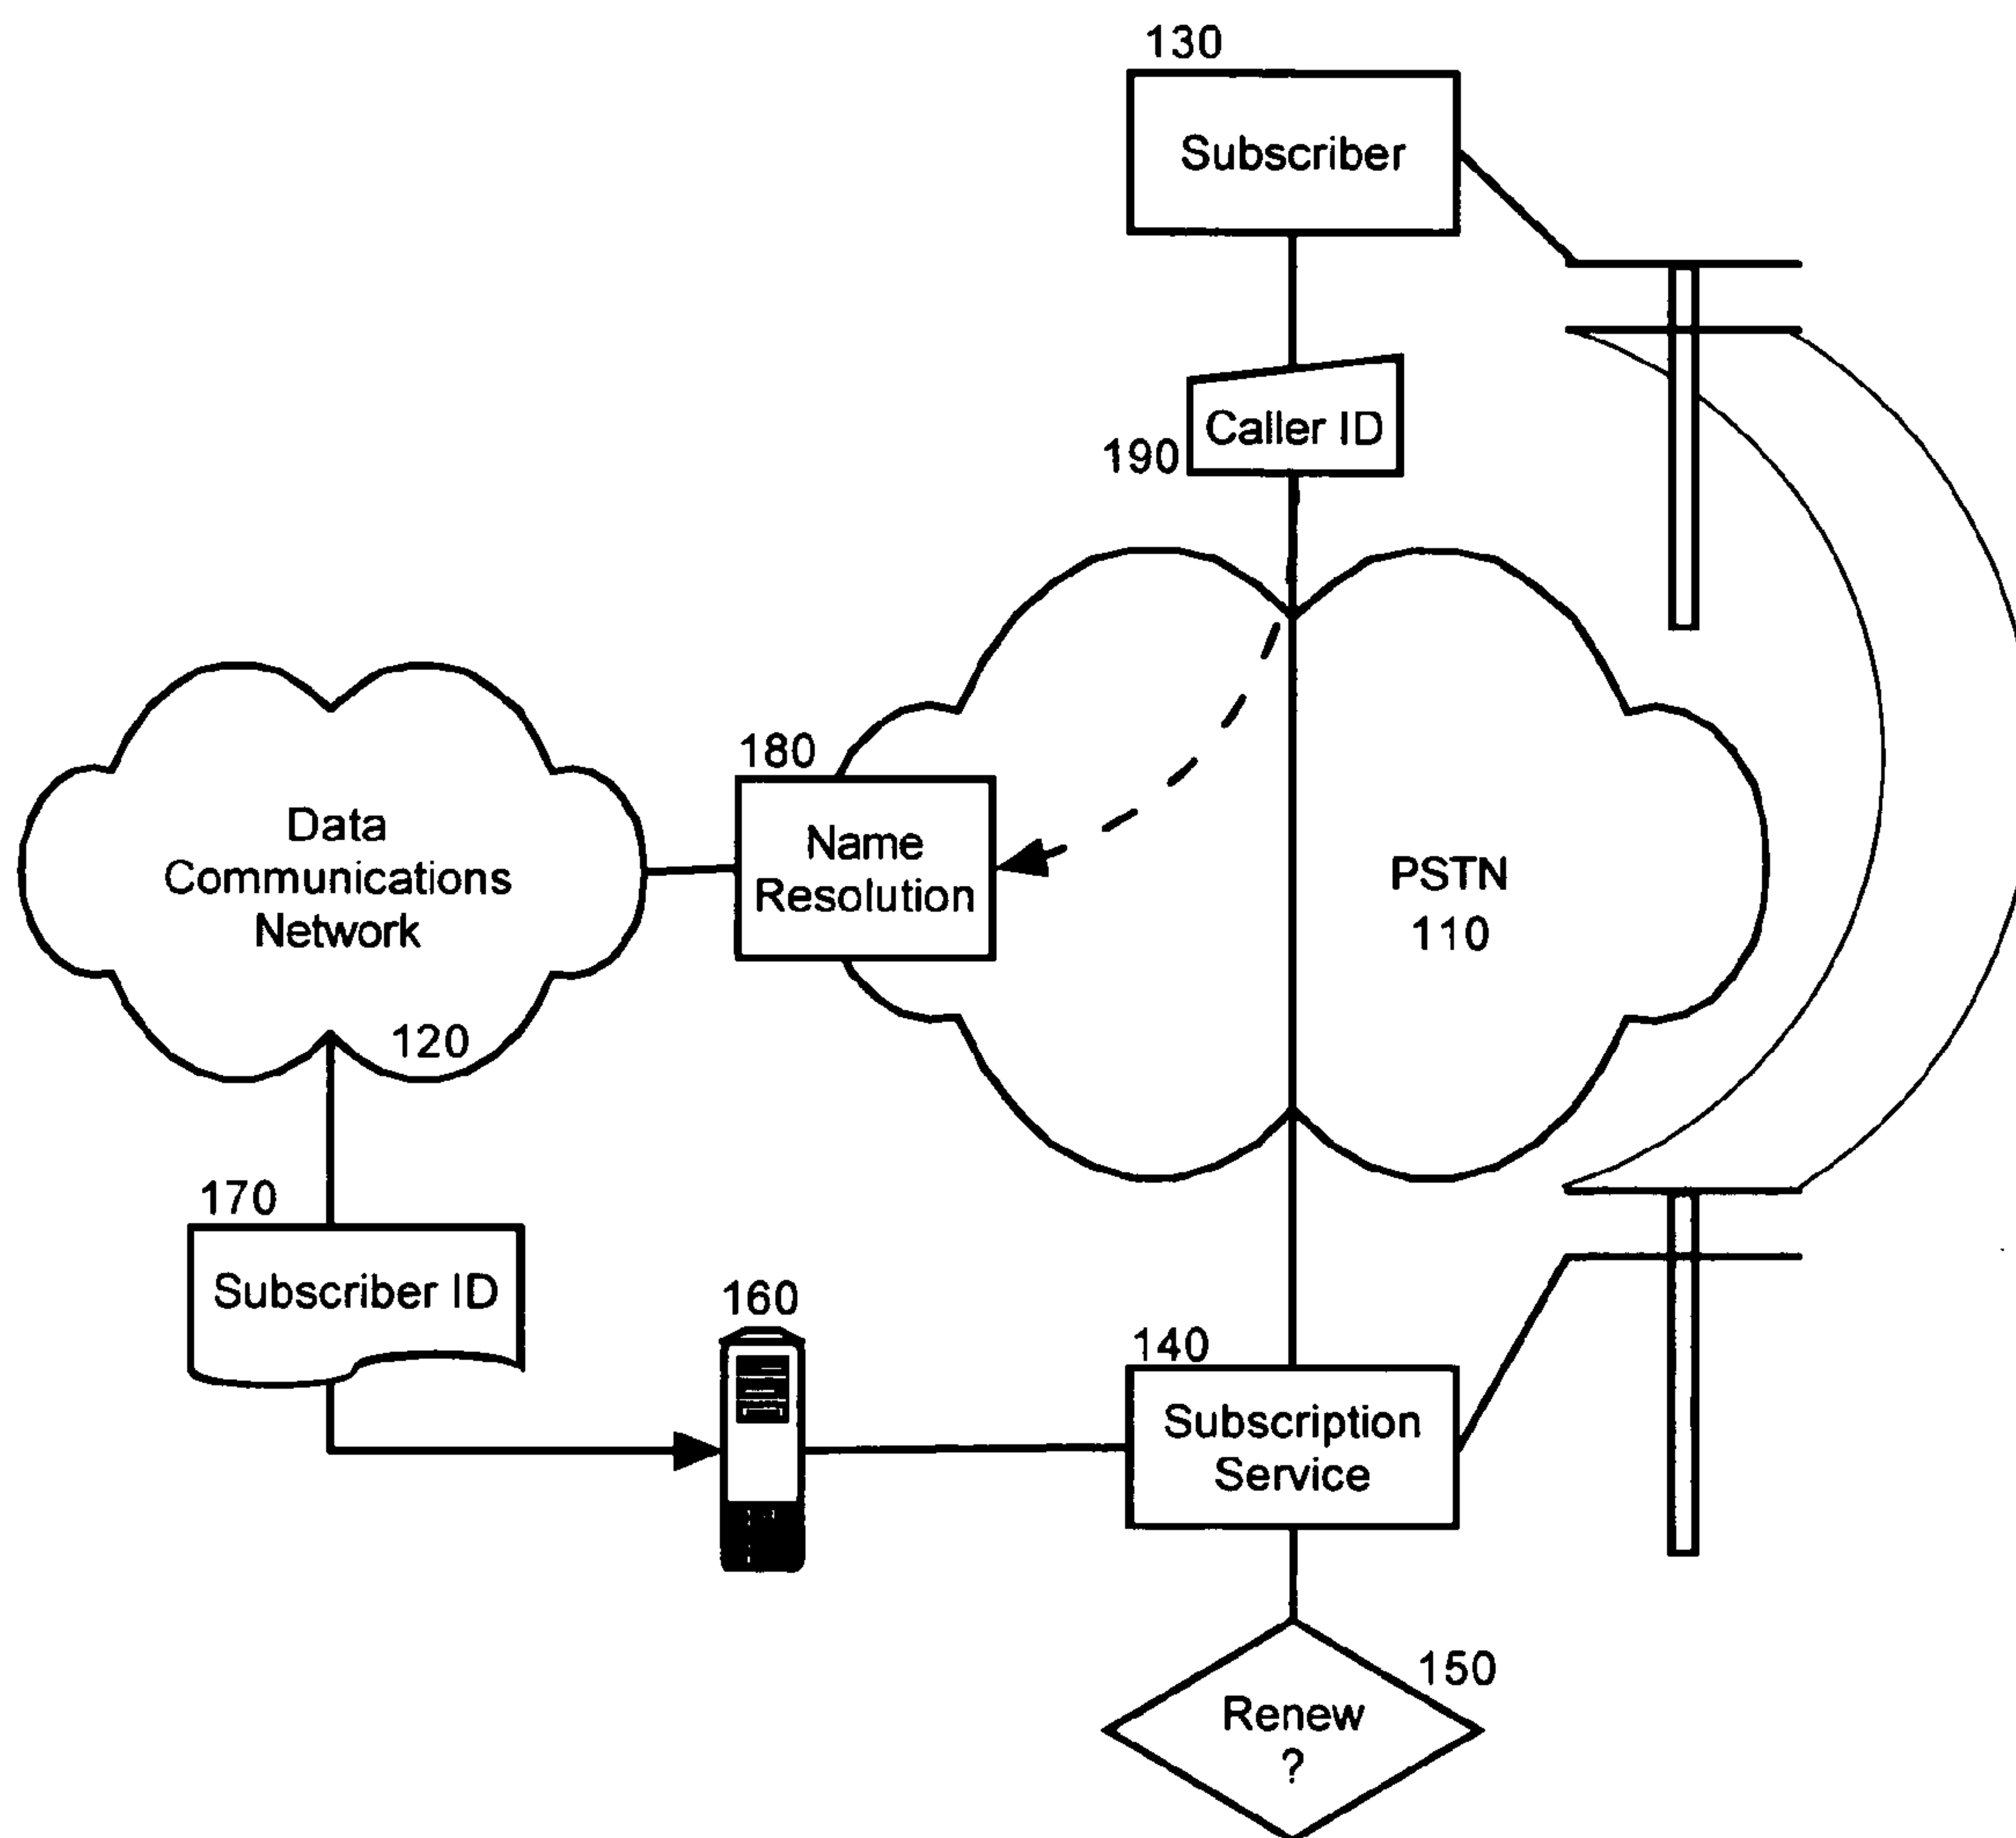 130
Subscriber
Caller ID
190
180
Name
Resolution
Data
Communications
Network
120
PSTN
110
170
Subscriber ID
160
140
Subscription
Service
150
Renew
?